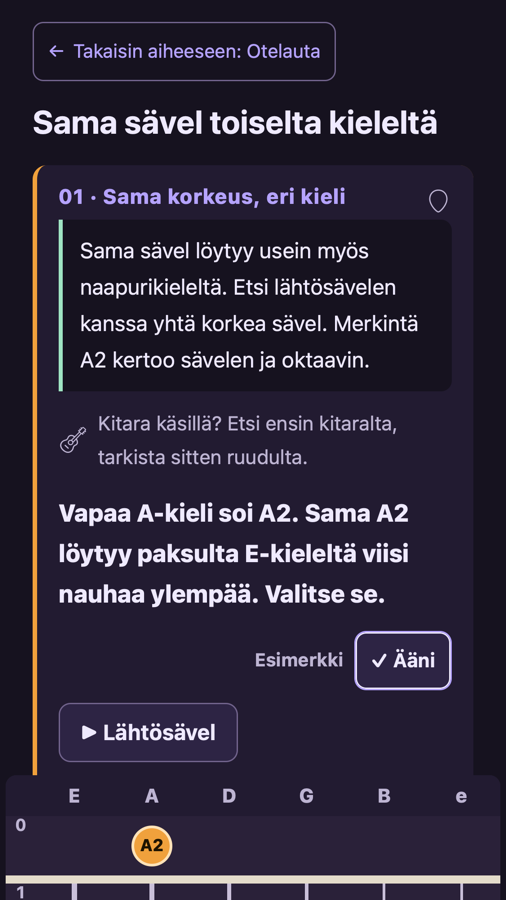 ← Takaisin aiheeseen: Otelauta
Sama sävel toiselta kieleltä
01 · Sama korkeus, eri kieli
Sama sävel löytyy usein myös
naapurikieleltä. Etsi lähtösävelen
kanssa yhtä korkea sävel. Merkintä
A2 kertoo sävelen ja oktaavin.
Kitara käsillä? Etsi ensin kitaralta,
tarkista sitten ruudulta.
Vapaa A-kieli soi A2. Sama A2
löytyy paksulta E-kieleltä viisi
nauhaa ylempää. Valitse se.
Esimerkki ✓ Ääni
▶ Lähtösävel
E A D G B e
0 A2
1